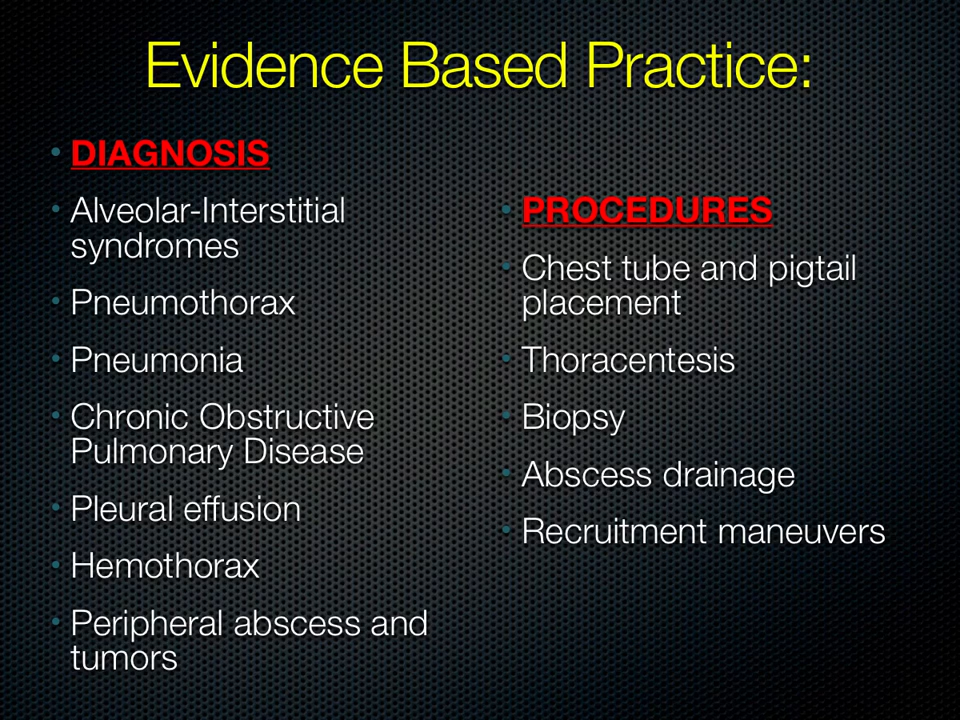 Evidence Based Practice:
• DIAGNOSIS
• Alveolar-Interstitial
syndromes
• Pneumothorax
• Pneumonia
• Chronic Obstructive
Pulmonary Disease
• Pleural effusion
• Hemothorax
• Peripheral abscess and
tumors
• PROCEDURES
• Chest tube and pigtail
placement
• Thoracentesis
• Biopsy
• Abscess drainage
• Recruitment maneuvers